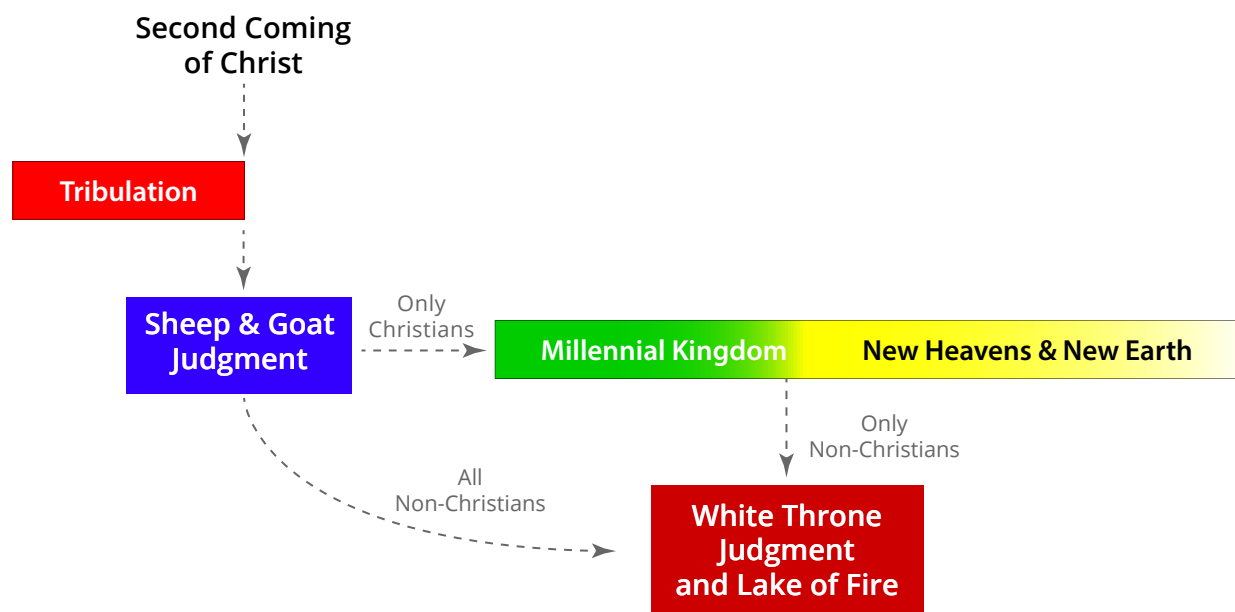 Second Coming
of Christ
Tribulation
Sheep & Goat
Judgment
Only
Christians
Millennial Kingdom
New Heavens & New Earth
Only
Non-Christians
All
Non-Christians
White Throne
Judgment
and Lake of Fire